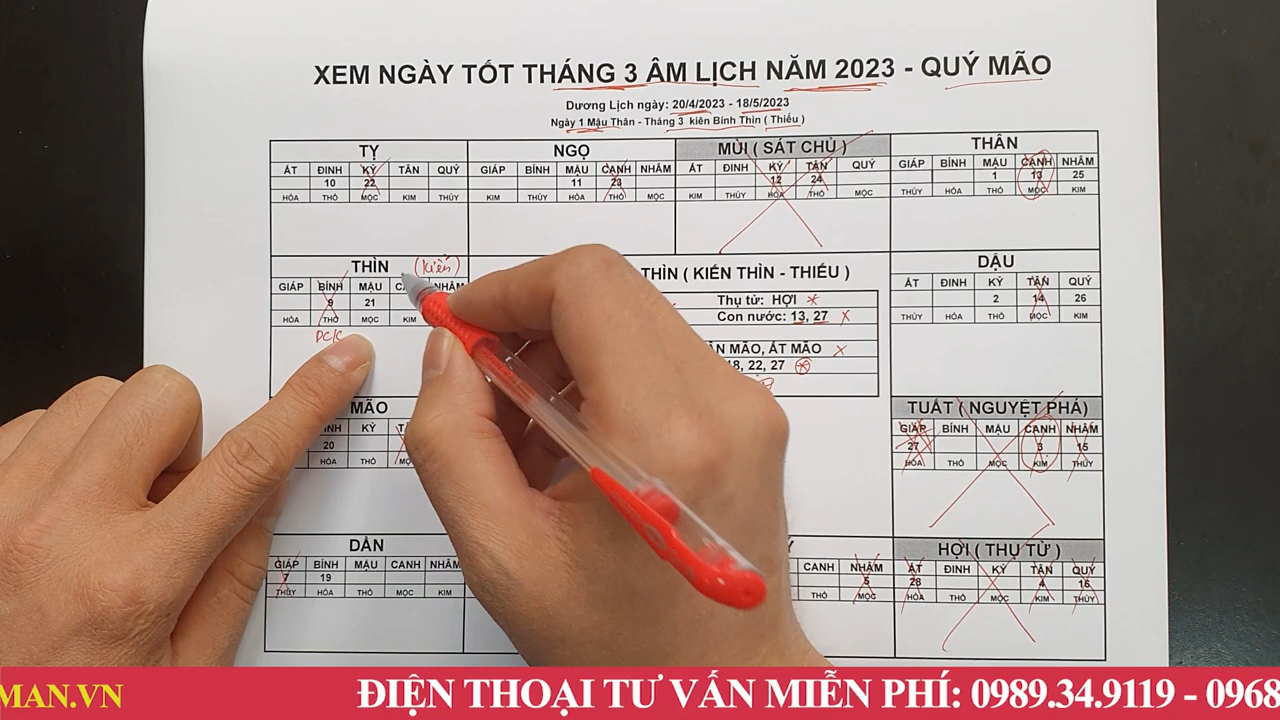 XEM NGÀY TỐT THÁNG 3 ÂM LỊCH NĂM 2023 - QUÝ MÃO
Dương Lịch ngày: 20/4/2023 - 18/5/2023
Ngày 1 Mậu Thân - Tháng 3 kiên Bính Thìn ( Thiếu )
TỴ
ẤT ĐINH KỶ TÂN QUÝ
10 22
HỎA THỔ MỘC KIM THỦY
NGỌ
GIÁP BÍNH MẬU CANH NHÂM
11 23
KIM THỦY HỎA THỔ MỘC
MÙI ( SÁT CHỦ )
ẤT ĐINH KỶ TÂN QUÝ
12 24
KIM THỦY HỎA THỔ MỘC
THÂN
GIÁP BÍNH MẬU CANH NHÂM
1 13 25
THỦY HỎA THỔ MỘC KIM
THÌN (Kiến)
GIÁP BÍNH MẬU NHÂM
9 21
HỎA THỔ MỘC KIM
THÌN ( KIẾN THÌN - THIẾU )
Thụ tử: HỢI
Con nước: 13, 27
MÃO, ẤT MÃO
22, 27
DẬU
ẤT ĐINH KỶ TÂN QUÝ
2 14 26
THỦY HỎA THỔ MỘC KIM
MÃO
KỶ
20
HỎA THỔ
TUẤT ( NGUYỆT PHÁ )
GIÁP BÍNH MẬU CANH NHÂM
27 3 15
HỎA THỔ MỘC KIM THỦY
DẦN
GIÁP BÍNH MẬU CANH NHÂM
7 19
THỦY HỎA THỔ MỘC KIM
CANH NHÂM
5
THỔ MỘC
HỢI ( THỤ TỬ )
ẤT ĐINH KỶ TÂN QUÝ
28 4 16
HỎA THỔ MỘC KIM THỦY
MAN.VN
ĐIỆN THOẠI TƯ VẤN MIỄN PHÍ: 0989.34.9119 - 0968